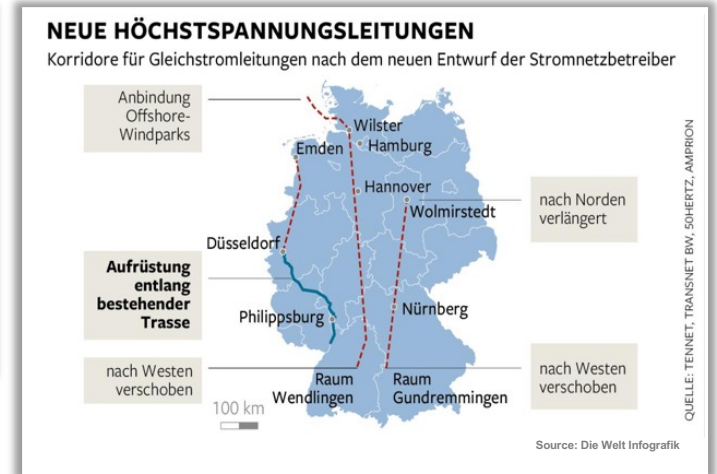 NEUE HÖCHSTSPANNUNGSLEITUNGEN
Korridore für Gleichstromleitungen nach dem neuen Entwurf der Stromnetzbetreiber
Anbindung
Offshore-
Windparks
Wilster
Hamburg
Emden
Hannover
Wolmirstedt
nach Norden
verlängert
Düsseldorf
Aufrüstung
entlang
bestehender
Trasse
Philippsburg
Nürnberg
nach Westen
verschoben
Raum
Wendlingen
Raum
Gundremmingen
nach Westen
verschoben
100 km
QUELLE: TENNET, TRANSNET BW, 50HERTZ, AMPRION
Source: Die Welt Infografik